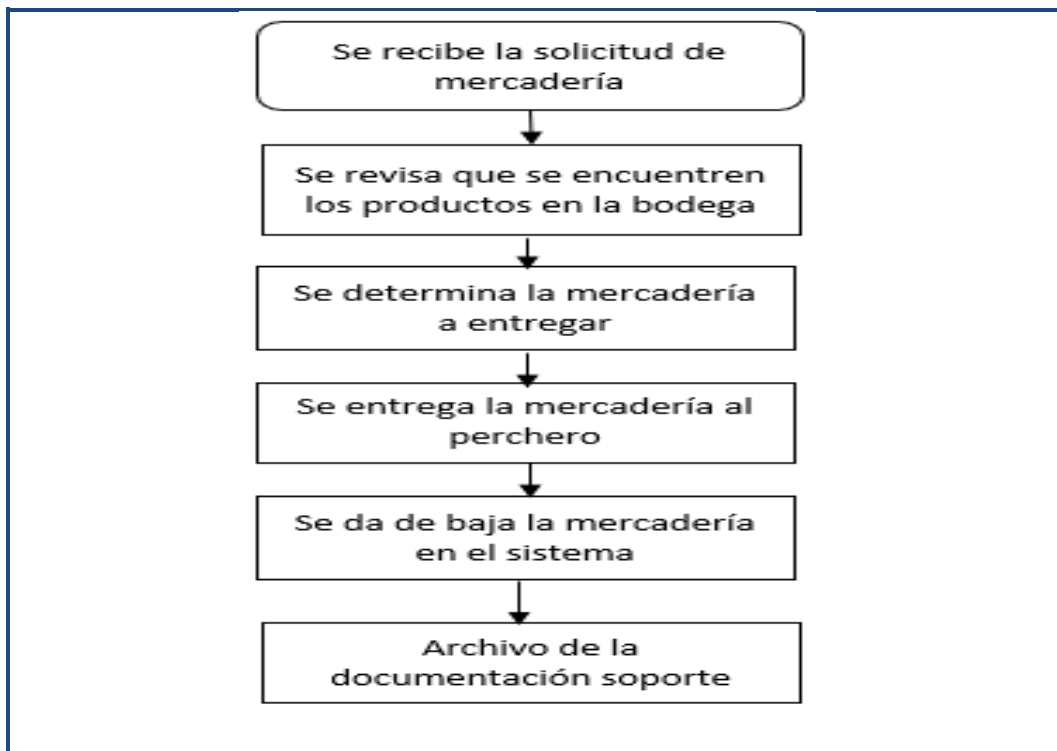 Se recibe la solicitud de
mercadería
Se revisa que se encuentren
los productos en la bodega
Se determina la mercadería
a entregar
Se entrega la mercadería al
perchero
Se da de baja la mercadería
en el sistema
Archivo de la
documentación soporte